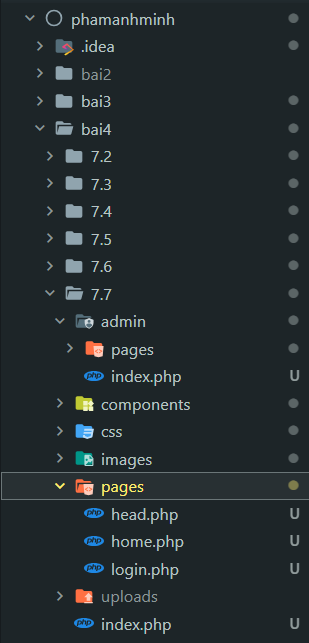 phamanhminh
.idea
bai2
bai3
bai4
7.2
7.3
7.4
7.5
7.6
7.7
admin
pages
php index.php U
components
css
images
pages
php head.php U
php home.php U
php login.php U
uploads
php index.php U